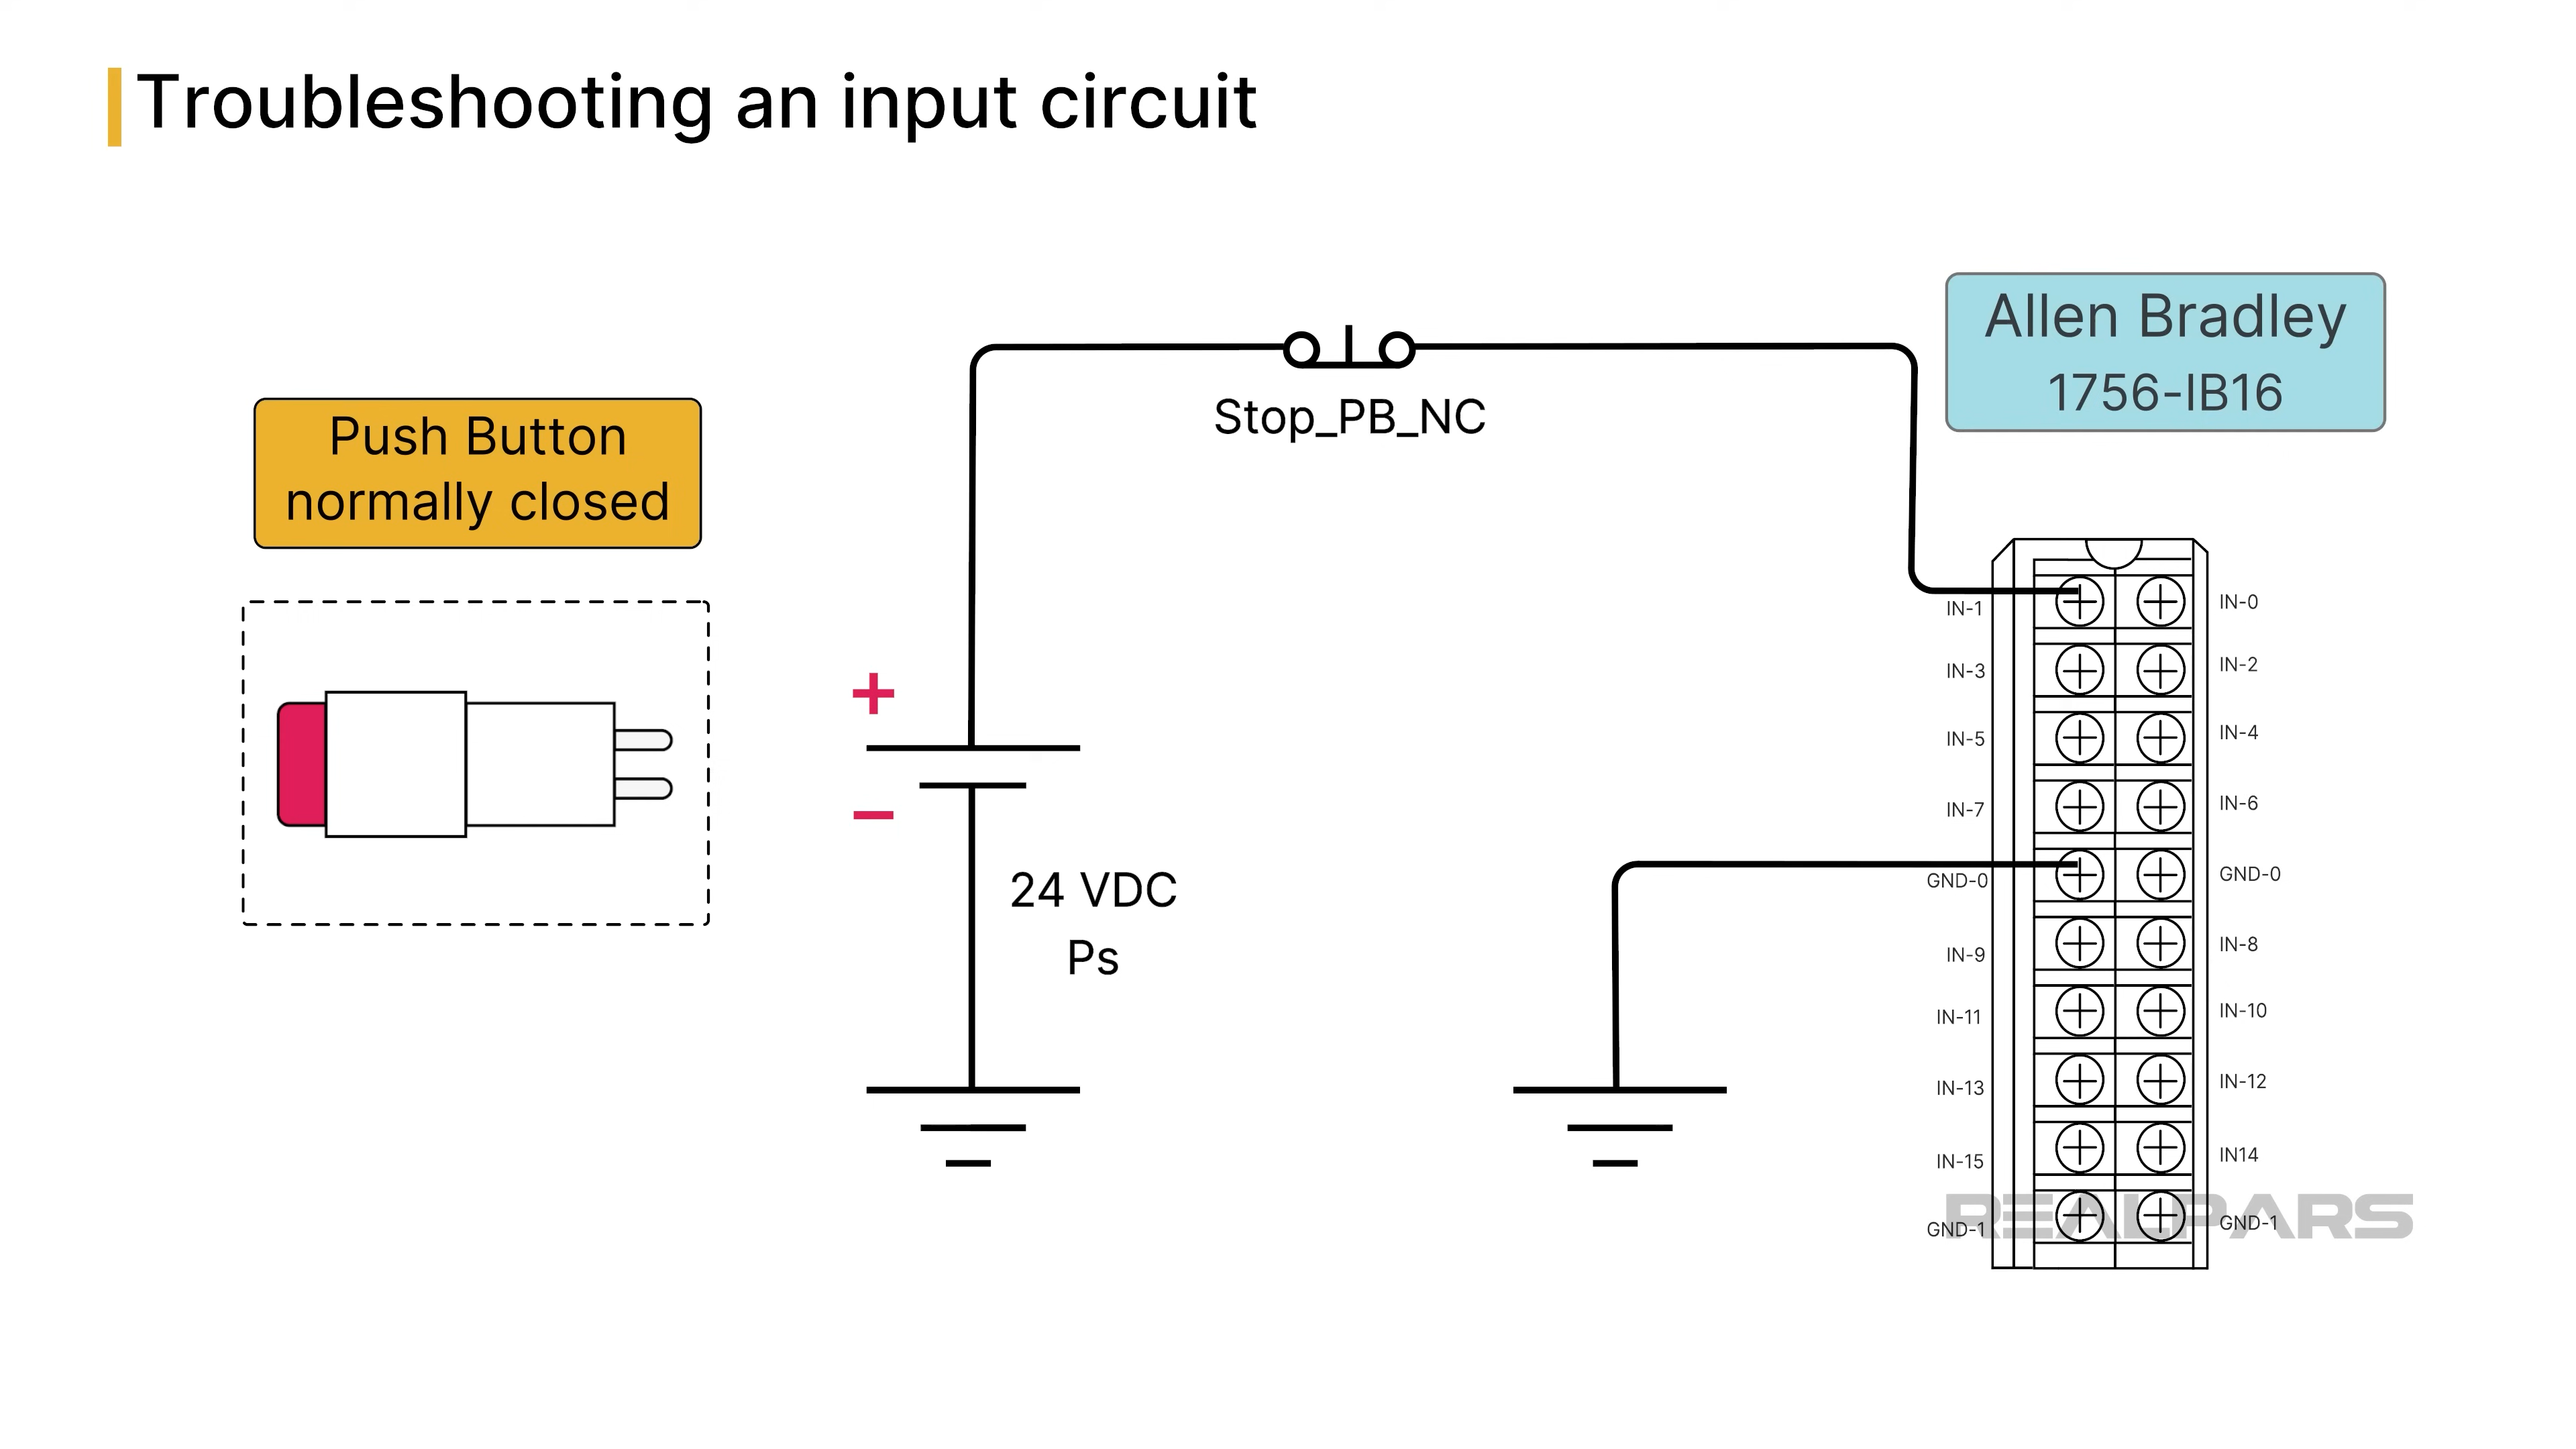 Troubleshooting an input circuit
Push Button
normally closed
Stop_PB_NC
Allen Bradley
1756-IB16
+
−
24 VDC
Ps
IN-1
IN-0
IN-3
IN-2
IN-5
IN-4
IN-7
IN-6
GND-0
GND-0
IN-9
IN-8
IN-11
IN-10
IN-13
IN-12
IN-15
IN14
GND-1
GND-1
REALPARS